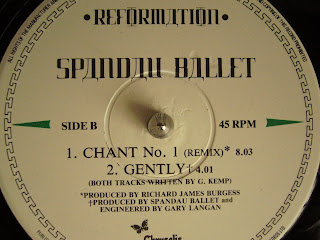 · REFORMATION ·
SPANDAU BALLET
SIDE B 45 RPM
1. CHANT No. 1 (REMIX)* 8.03
2. GENTLY† 4.01
(BOTH TRACKS WRITTEN BY G. KEMP)
*PRODUCED BY RICHARD JAMES BURGESS
†PRODUCED BY SPANDAU BALLET and
ENGINEERED BY GARY LANGAN
Chrysalis